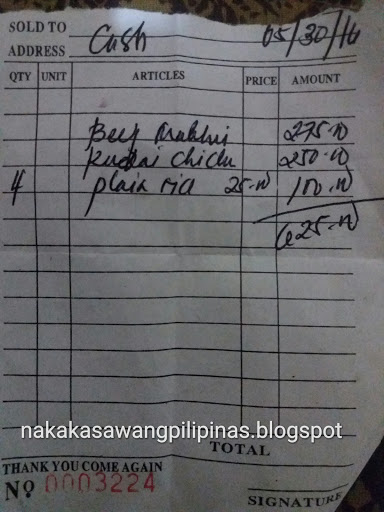 SOLD TO Cash 05/30/16
ADDRESS
QTY UNIT ARTICLES PRICE AMOUNT
Beef 275.00
Kadai 250.00
4 plain rice 25.00 100.00
625.00
nakakasawangpilipinas.blogspot
TOTAL
THANK YOU COME AGAIN
Nº 0003224
SIGNATURE